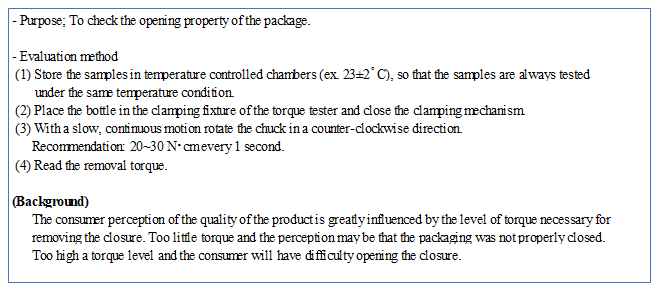 - Purpose; To check the opening property of the package.
- Evaluation method
(1) Store the samples in temperature controlled chambers (ex. 23±2˚C), so that the samples are always tested
under the same temperature condition.
(2) Place the bottle in the clamping fixture of the torque tester and close the clamping mechanism.
(3) With a slow, continuous motion rotate the chuck in a counter-clockwise direction.
Recommendation: 20~30 N·cm every 1 second.
(4) Read the removal torque.
(Background)
The consumer perception of the quality of the product is greatly influenced by the level of torque necessary for
removing the closure. Too little torque and the perception may be that the packaging was not properly closed.
Too high a torque level and the consumer will have difficulty opening the closure.